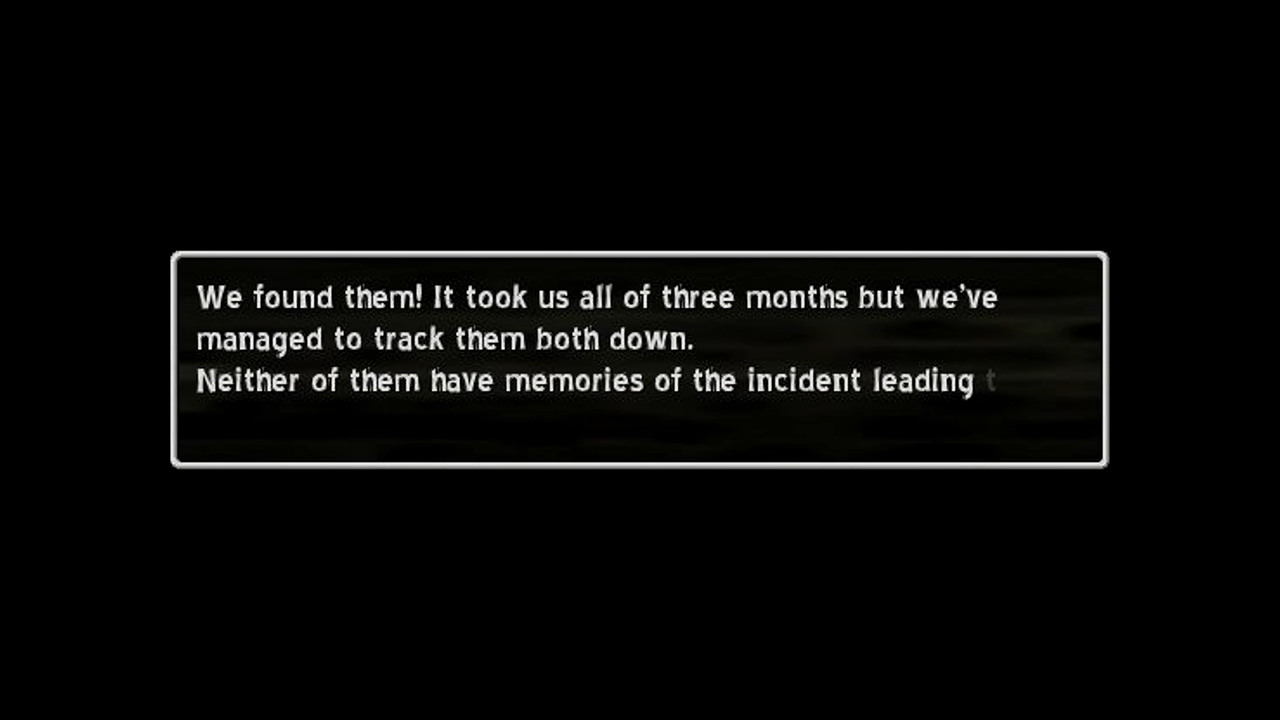 We found them! It took us all of three months but we've
managed to track them both down.
Neither of them have memories of the incident leading t